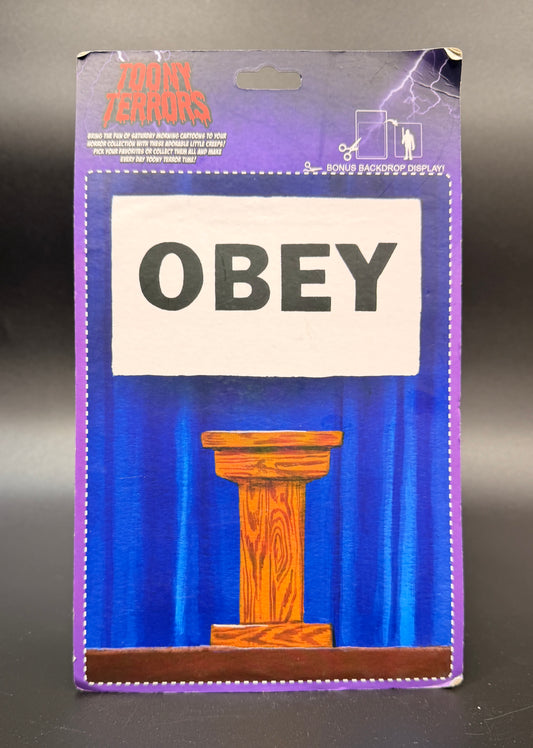 TOONY
TERRORS
BRING THE FUN OF SATURDAY MORNING CARTOONS TO YOUR
HORROR COLLECTION WITH THESE ADORABLE LITTLE CREEPS!
PICK YOUR FAVORITES OR COLLECT THEM ALL AND MAKE
EVERY DAY TOONY TERROR TIME!
BONUS BACKDROP DISPLAY!
OBEY